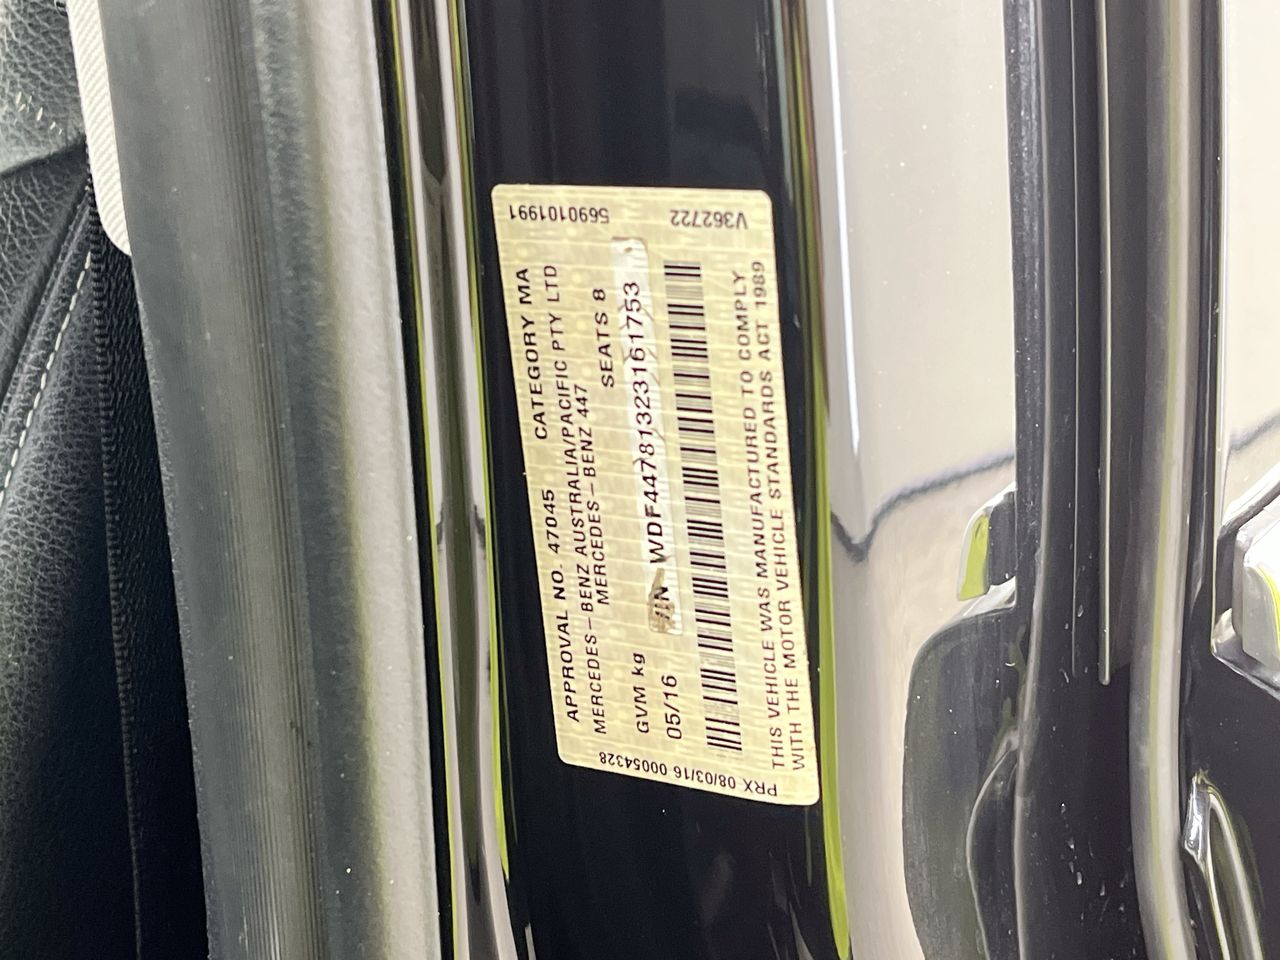 APPROVAL NO. 47045 CATEGORY MA
MERCEDES-BENZ AUSTRALIA/PACIFIC PTY LTD
MERCEDES-BENZ 447
GVM kg SEATS 8
05/16 VIN WDF44781323161753
THIS VEHICLE WAS MANUFACTURED TO COMPLY
WITH THE MOTOR VEHICLE STANDARDS ACT 1989
PRX 08/03/16 00054328
5690101991
V362722